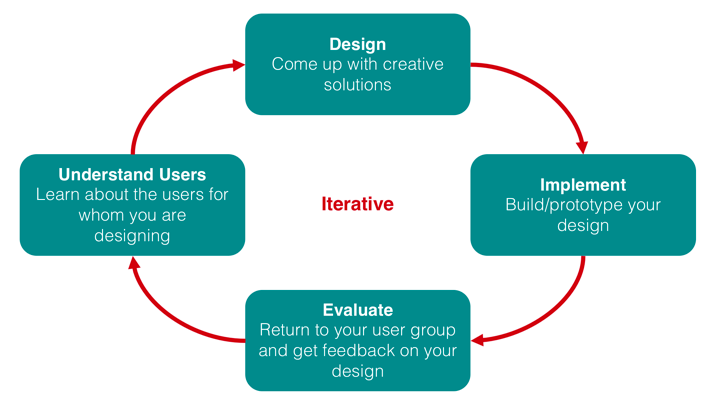 Design
Come up with creative
solutions
Understand Users
Learn about the users for
whom you are
designing
Iterative
Implement
Build/prototype your
design
Evaluate
Return to your user group
and get feedback on your
design